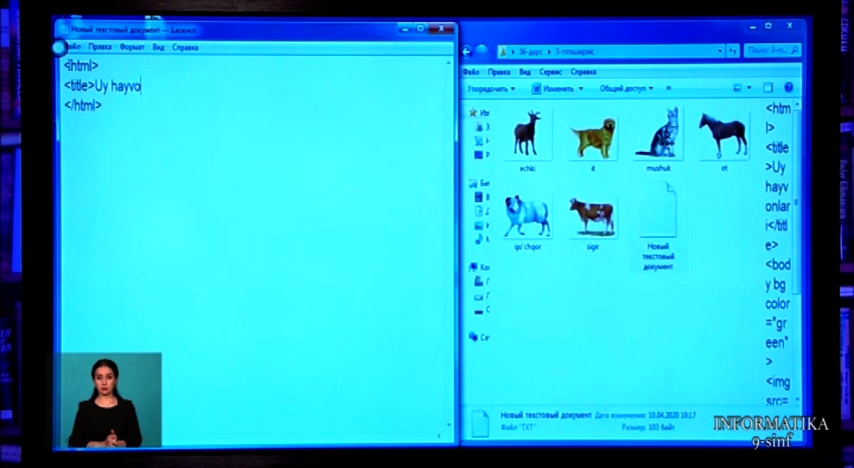 Новый текстовый документ — Блокнот
Правка Формат Вид Справка
<html>
<title>Uy hayvo
</html>
36-дарс ▸ 3-топшириқ
Файл Правка Вид Сервис Справка
Упорядочить Изменить
echki
it
mushuk
ot
qo`chqor
sigir
Новый
текстовый
документ
<htm
l>
<title
>Uy
hayv
onlar
i</titl
e>
<bod
y bg
color
="gr
een"
>
<img
src=
Новый текстовый документ Дата изменения: 10.04.2020 10:17
Файл "TXT" Размер: 103 байт
INFORMATIKA
9-sinf